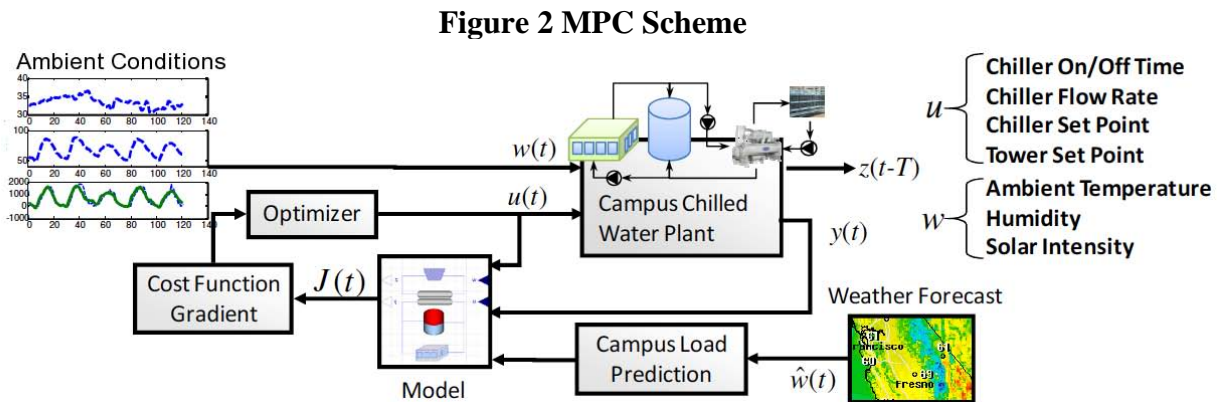 Figure 2 MPC Scheme
Ambient Conditions
40
35
30
0 20 40 60 80 100 120 140
100
50
0 20 40 60 80 100 120 140
2000
1000
0
-1000
0 20 40 60 80 100 120 140
w(t)
Optimizer
u(t)
Campus Chilled
Water Plant
z(t-T)
y(t)
Cost Function
Gradient
J(t)
Model
Campus Load
Prediction
ŵ(t)
Weather Forecast
61
60
69
Fresno
u
Chiller On/Off Time
Chiller Flow Rate
Chiller Set Point
Tower Set Point
w
Ambient Temperature
Humidity
Solar Intensity